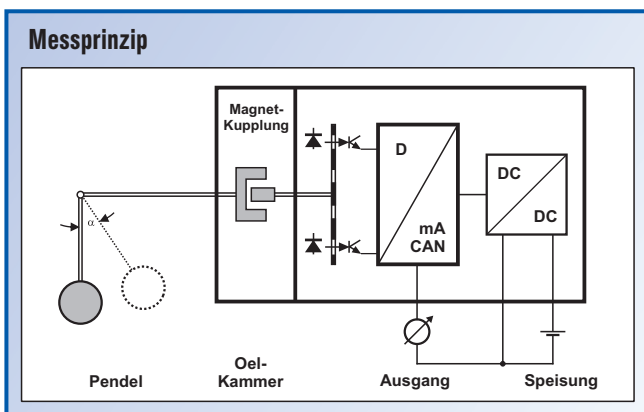 Messprinzip
Magnet-
Kupplung
D
mA
CAN
DC
DC
α
Pendel
Oel-
Kammer
Ausgang
Speisung